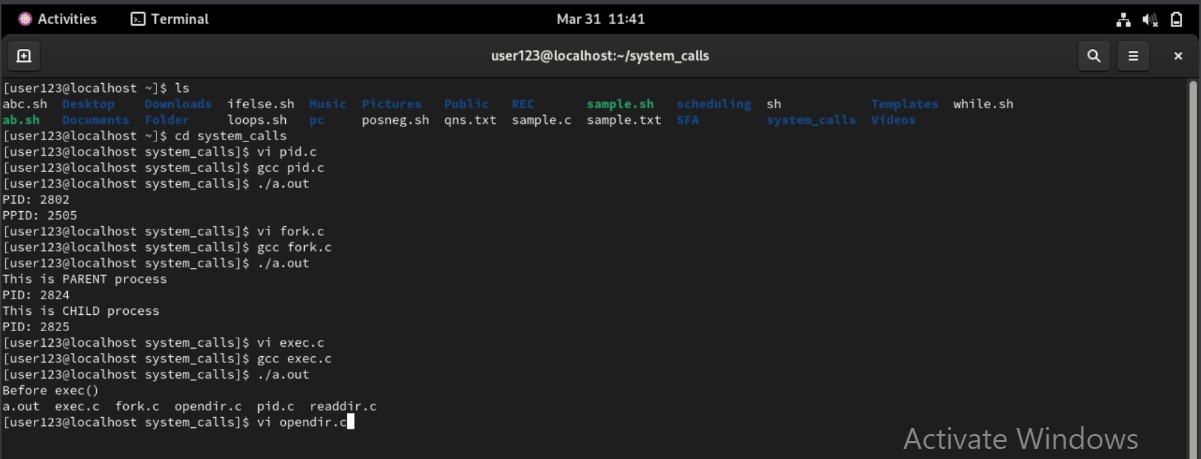 Activities Terminal Mar 31 11:41
user123@localhost:~/system_calls
[user123@localhost ~]$ ls
abc.sh Desktop Downloads ifelse.sh Music Pictures Public REC sample.sh scheduling sh Templates while.sh
ab.sh Documents Folder loops.sh pc posneg.sh qns.txt sample.c sample.txt SFA system_calls Videos
[user123@localhost ~]$ cd system_calls
[user123@localhost system_calls]$ vi pid.c
[user123@localhost system_calls]$ gcc pid.c
[user123@localhost system_calls]$ ./a.out
PID: 2802
PPID: 2505
[user123@localhost system_calls]$ vi fork.c
[user123@localhost system_calls]$ gcc fork.c
[user123@localhost system_calls]$ ./a.out
This is PARENT process
PID: 2824
This is CHILD process
PID: 2825
[user123@localhost system_calls]$ vi exec.c
[user123@localhost system_calls]$ gcc exec.c
[user123@localhost system_calls]$ ./a.out
Before exec()
a.out exec.c fork.c opendir.c pid.c readdir.c
[user123@localhost system_calls]$ vi opendir.c
Activate Windows